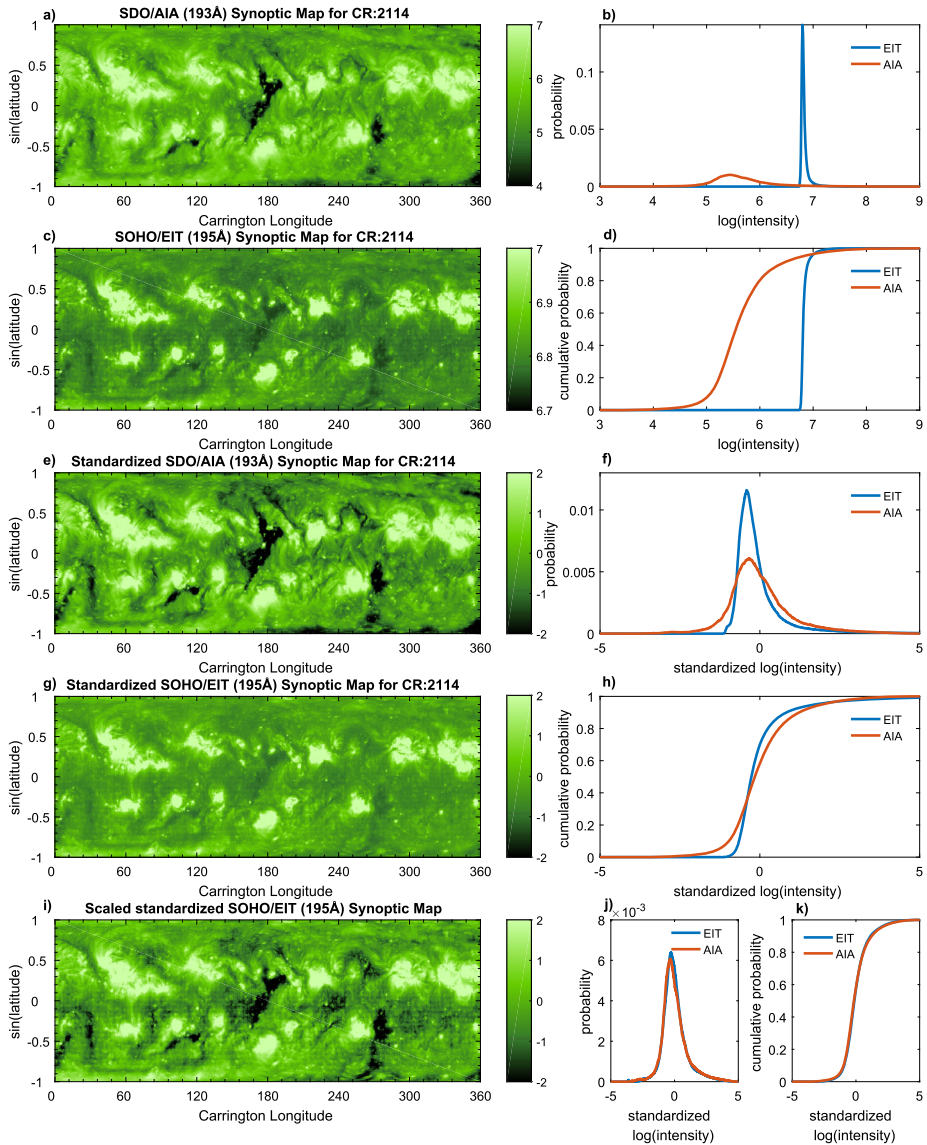 a)
SDO/AIA (193Å) Synoptic Map for CR:2114
1
0.5
0
-0.5
-1
sin(latitude)
0 60 120 180 240 300 360
Carrington Longitude
7
6
5
4
b)
EIT
AIA
probability
0.1
0.05
0
3 4 5 6 7 8 9
log(intensity)
c)
SOHO/EIT (195Å) Synoptic Map for CR:2114
1
0.5
0
-0.5
-1
sin(latitude)
0 60 120 180 240 300 360
Carrington Longitude
7
6.9
6.8
6.7
d)
EIT
AIA
cumulative probability
1
0.8
0.6
0.4
0.2
0
3 4 5 6 7 8 9
log(intensity)
e)
Standardized SDO/AIA (193Å) Synoptic Map for CR:2114
1
0.5
0
-0.5
-1
sin(latitude)
0 60 120 180 240 300 360
Carrington Longitude
2
1
0
-1
-2
f)
EIT
AIA
probability
0.01
0.005
0
-5 0 5
standardized log(intensity)
g)
Standardized SOHO/EIT (195Å) Synoptic Map for CR:2114
1
0.5
0
-0.5
-1
sin(latitude)
0 60 120 180 240 300 360
Carrington Longitude
2
1
0
-1
-2
h)
EIT
AIA
cumulative probability
1
0.8
0.6
0.4
0.2
0
-5 0 5
standardized log(intensity)
i)
Scaled standardized SOHO/EIT (195Å) Synoptic Map
1
0.5
0
-0.5
-1
sin(latitude)
0 60 120 180 240 300 360
Carrington Longitude
2
1
0
-1
-2
j)
×10⁻³
EIT
AIA
probability
8
6
4
2
0
-5 0 5
standardized
log(intensity)
k)
EIT
AIA
cumulative probability
1
0.8
0.6
0.4
0.2
0
-5 0 5
standardized
log(intensity)